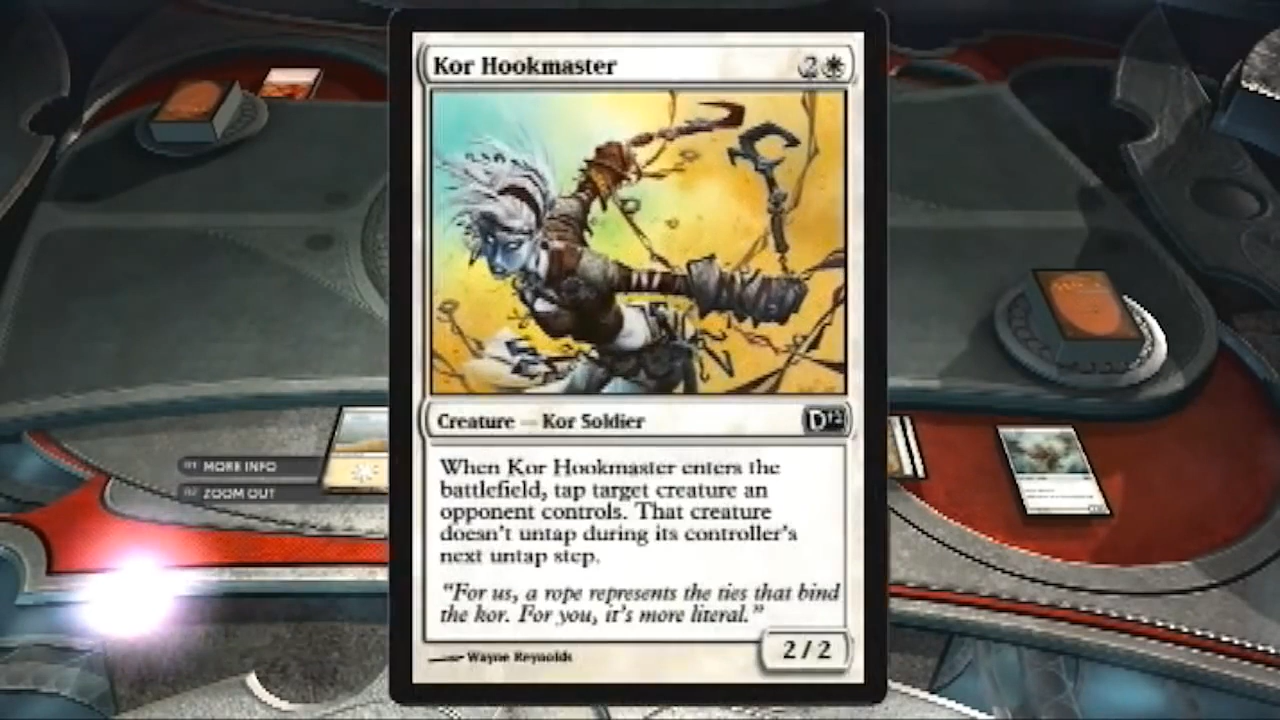 Kor Hookmaster 2
Creature — Kor Soldier D12
When Kor Hookmaster enters the
battlefield, tap target creature an
opponent controls. That creature
doesn't untap during its controller's
next untap step.
"For us, a rope represents the ties that bind
the kor. For you, it's more literal."
2/2
Wayne Reynolds
MORE INFO
ZOOM OUT